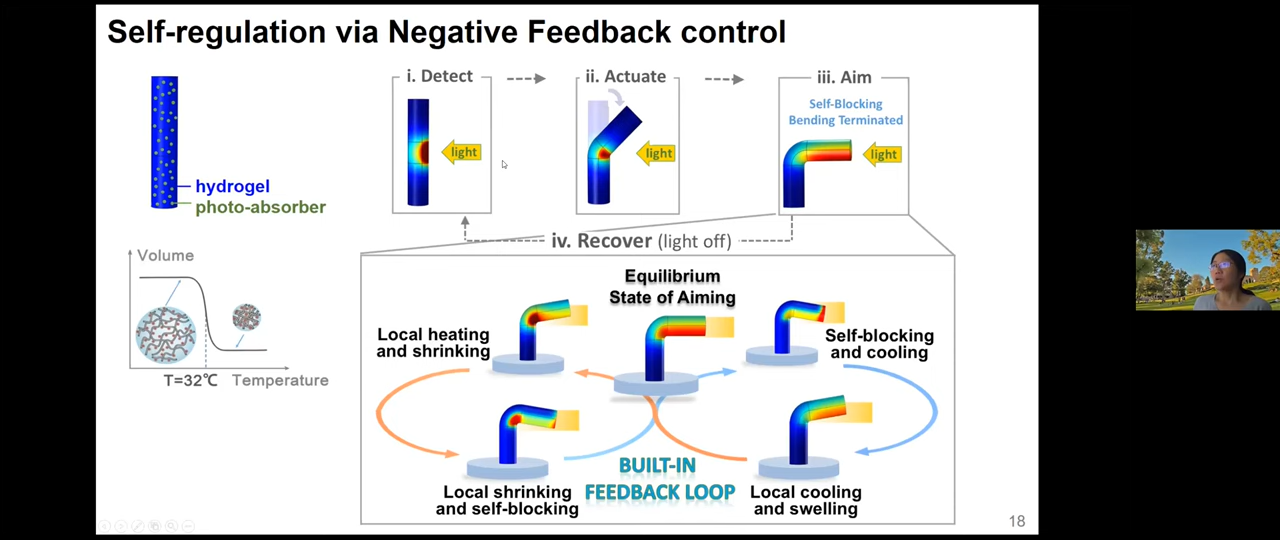 Self-regulation via Negative Feedback control
hydrogel
photo-absorber
Volume
T=32℃
Temperature
i. Detect
light
ii. Actuate
light
iii. Aim
Self-Blocking
Bending Terminated
light
iv. Recover (light off)
Equilibrium
State of Aiming
Local heating
and shrinking
Self-blocking
and cooling
Local shrinking
and self-blocking
BUILT-IN
FEEDBACK LOOP
Local cooling
and swelling
18